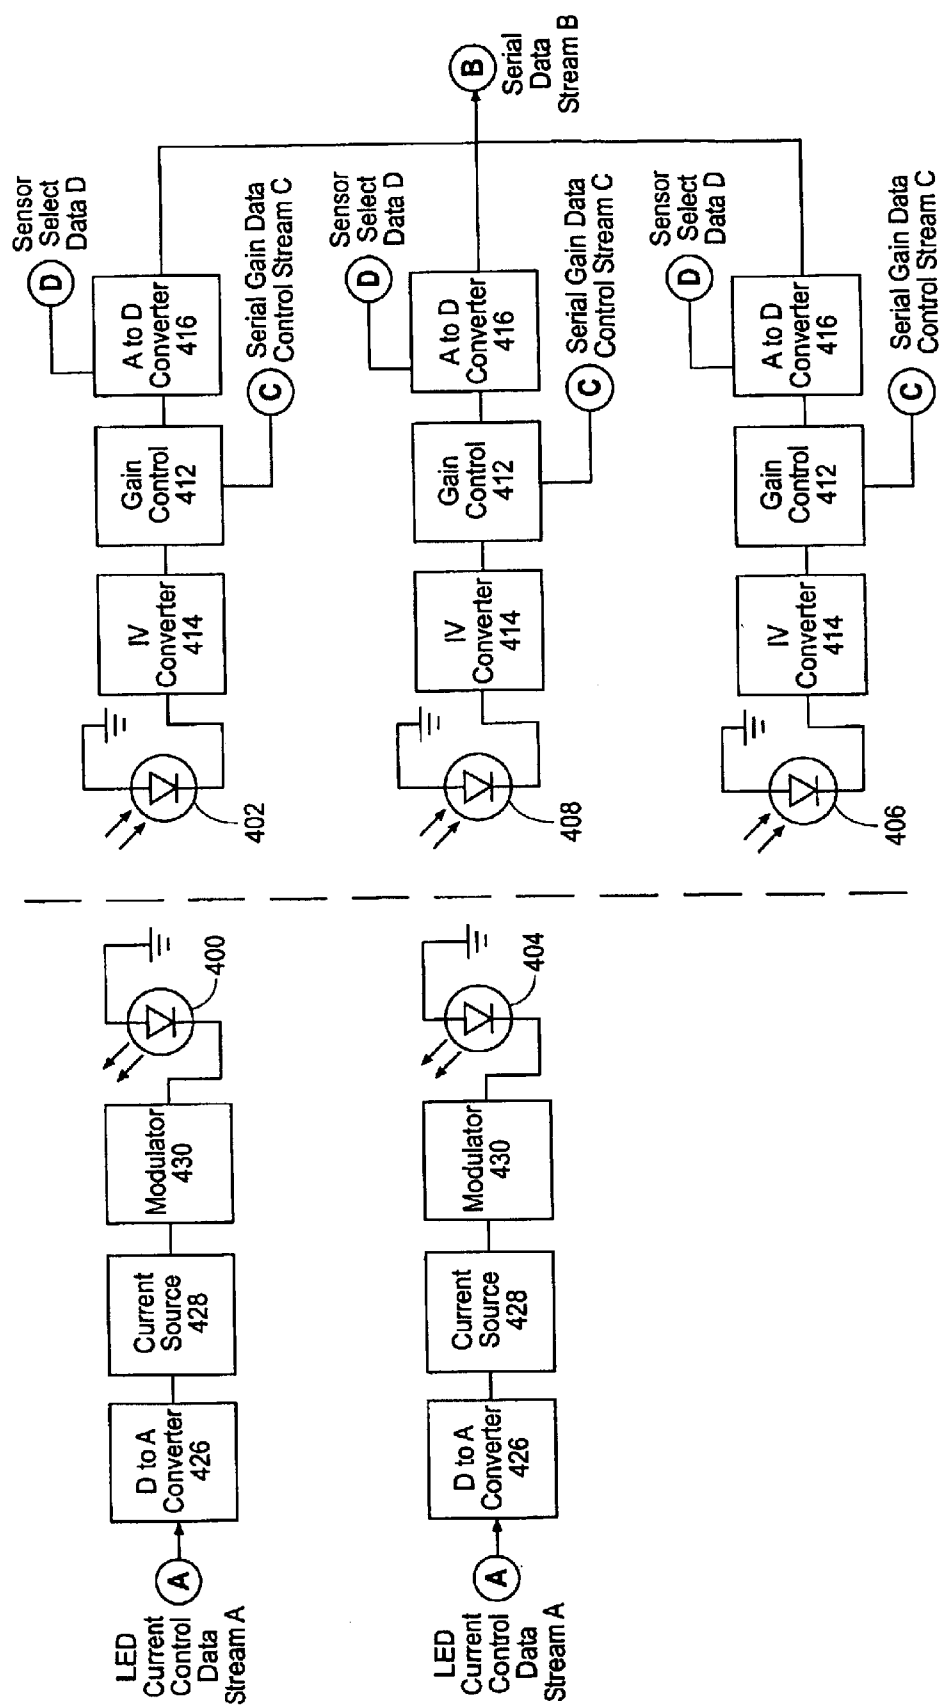 LED
Current
Control
Data
Stream A
A
D to A
Converter
426
Current
Source
428
Modulator
430
400
402
IV
Converter
414
Gain
Control
412
A to D
Converter
416
D
Sensor
Select
Data D
C
Serial Gain Data
Control Stream C
LED
Current
Control
Data
Stream A
A
D to A
Converter
426
Current
Source
428
Modulator
430
404
408
IV
Converter
414
Gain
Control
412
A to D
Converter
416
D
Sensor
Select
Data D
C
Serial Gain Data
Control Stream C
B
Serial
Data
Stream B
406
IV
Converter
414
Gain
Control
412
A to D
Converter
416
D
Sensor
Select
Data D
C
Serial Gain Data
Control Stream C